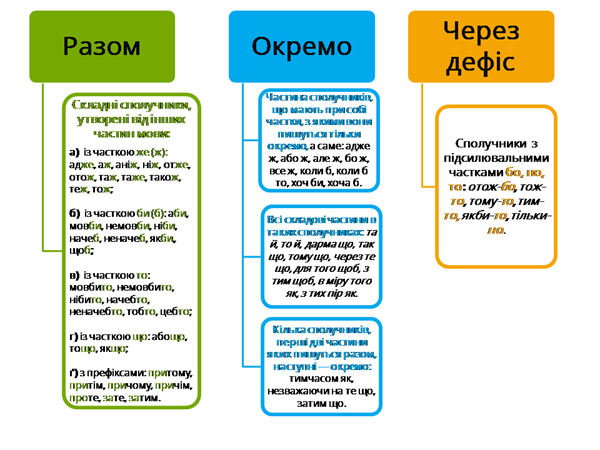 Разом
Складні сполучники,
утворені від інших
частин мови:
а) із часткою же (ж):
адже, аж, аніж, ніж, отже,
отож, таж, таже, також,
теж, тож;
б) із часткою би (б): аби,
мовби, немовби, ніби,
начеб, неначеб, якби,
щоб;
в) із часткою то:
мовбито, немовбито,
нібито, начебто,
неначебто, тобто, цебто;
г) із часткою що: абощо,
тощо, якщо;
ґ) з префіксами: притому,
притім, причому, причім,
проте, зате, затим.
Окремо
Частина сполучників,
що мають при собі
частки, з якими вони
пишуться тільки
окремо, а саме: адже
ж, або ж, але ж, бо ж,
все ж, коли б, коли б
то, хоч би, хоча б.
Всі складові частини в
таких сполучниках: та
й, то й, дарма що, так
що, тому що, через те
що, для того щоб, з
тим щоб, в міру того
як, з тих пір як.
Кілька сполучників,
перші дві частини
яких пишуться разом,
наступні — окремо:
тимчасом як,
незважаючи на те що,
затим що.
Через
дефіс
Сполучники з
підсилювальними
частками бо, но,
то: отож-бо, тож-
то, тому-то, тим-
то, якби-то, тільки-
но.